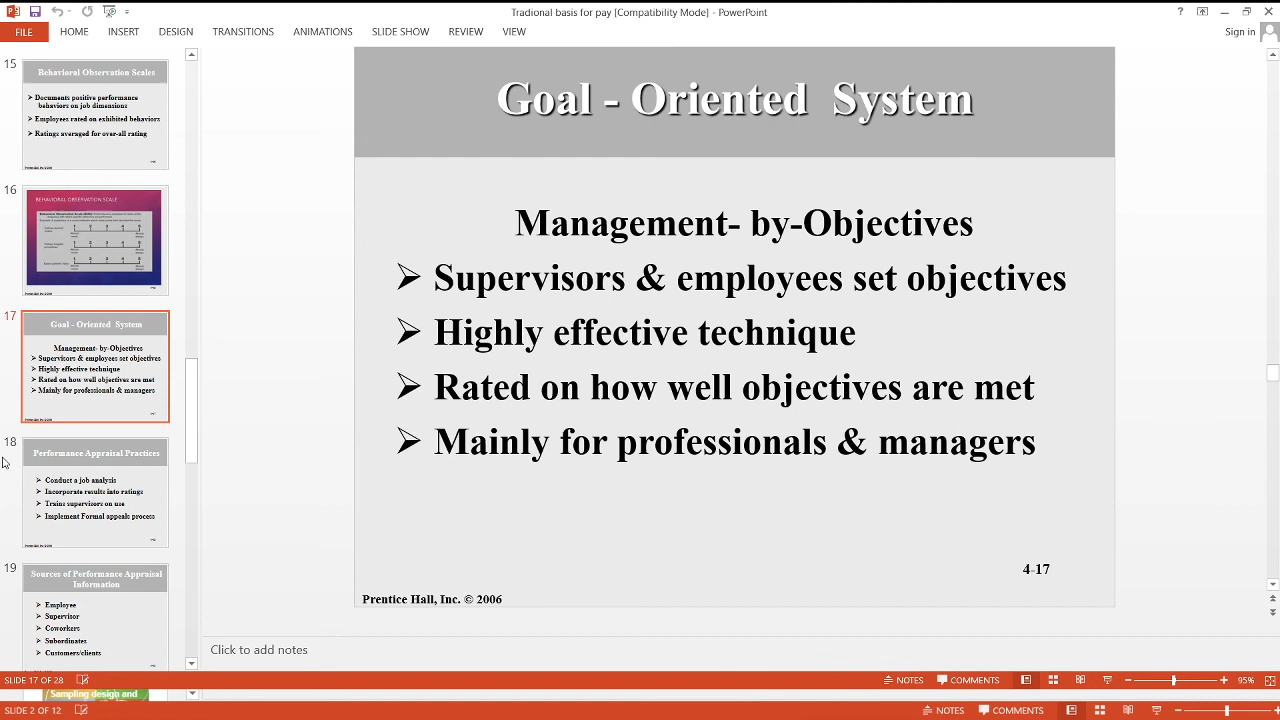 Tradional basis for pay [Compatibility Mode] - PowerPoint
?
FILE
HOME
INSERT
DESIGN
TRANSITIONS
ANIMATIONS
SLIDE SHOW
REVIEW
VIEW
Sign in
15
Behavioral Observation Scales
Documents positive performance
behaviors on job dimensions
Employees rated on exhibited behaviors
Ratings averaged for over-all rating
16
BEHAVIORAL OBSERVATION SCALE
17
Goal - Oriented System
Management- by-Objectives
Supervisors & employees set objectives
Highly effective technique
Rated on how well objectives are met
Mainly for professionals & managers
18
Performance Appraisal Practices
Conduct a job analysis
Incorporate results into ratings
Trains supervisors on use
Implement Formal appeals process
19
Sources of Performance Appraisal
Information
Employee
Supervisor
Coworkers
Subordinates
Customers/clients
Goal - Oriented System
Management- by-Objectives
Supervisors & employees set objectives
Highly effective technique
Rated on how well objectives are met
Mainly for professionals & managers
4-17
Prentice Hall, Inc. © 2006
Click to add notes
SLIDE 17 OF 28
NOTES
COMMENTS
95%
Sampling design and
SLIDE 2 OF 12
NOTES
COMMENTS